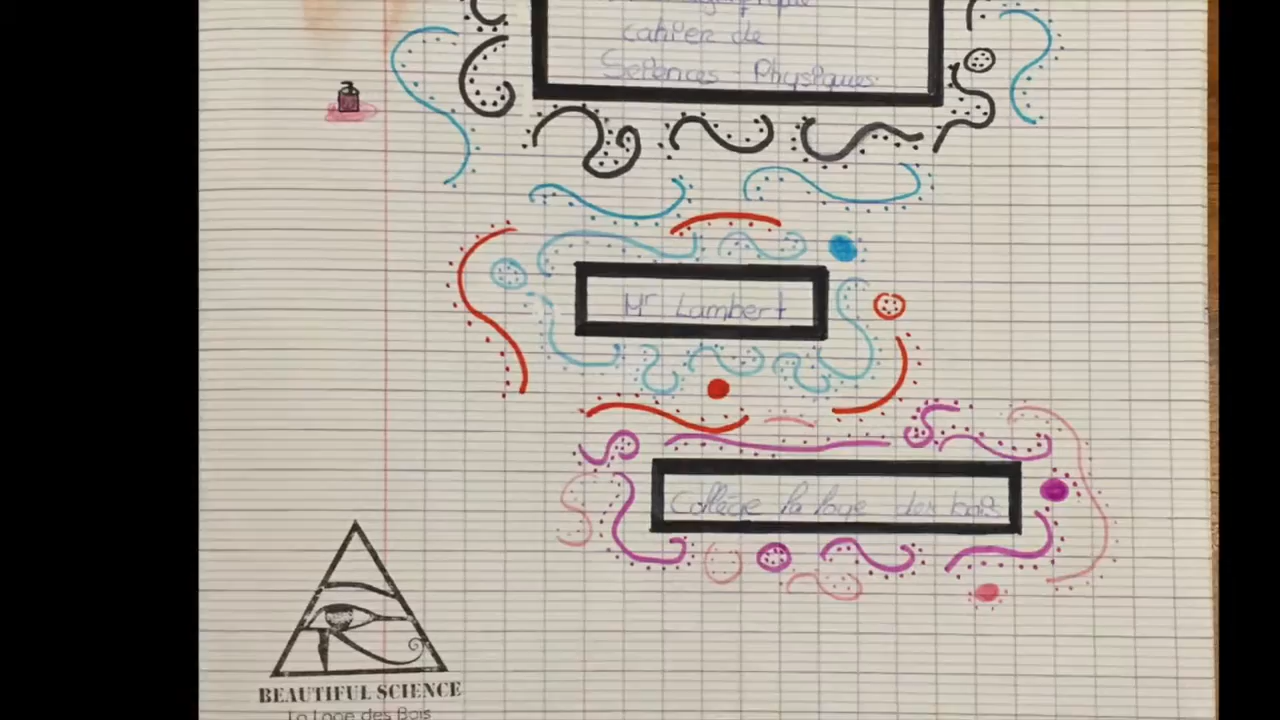 cahier de
Sciences-Physiques
Mr Lambert
Collège la loge des bois
BEAUTIFUL SCIENCE
La Loge des Bois